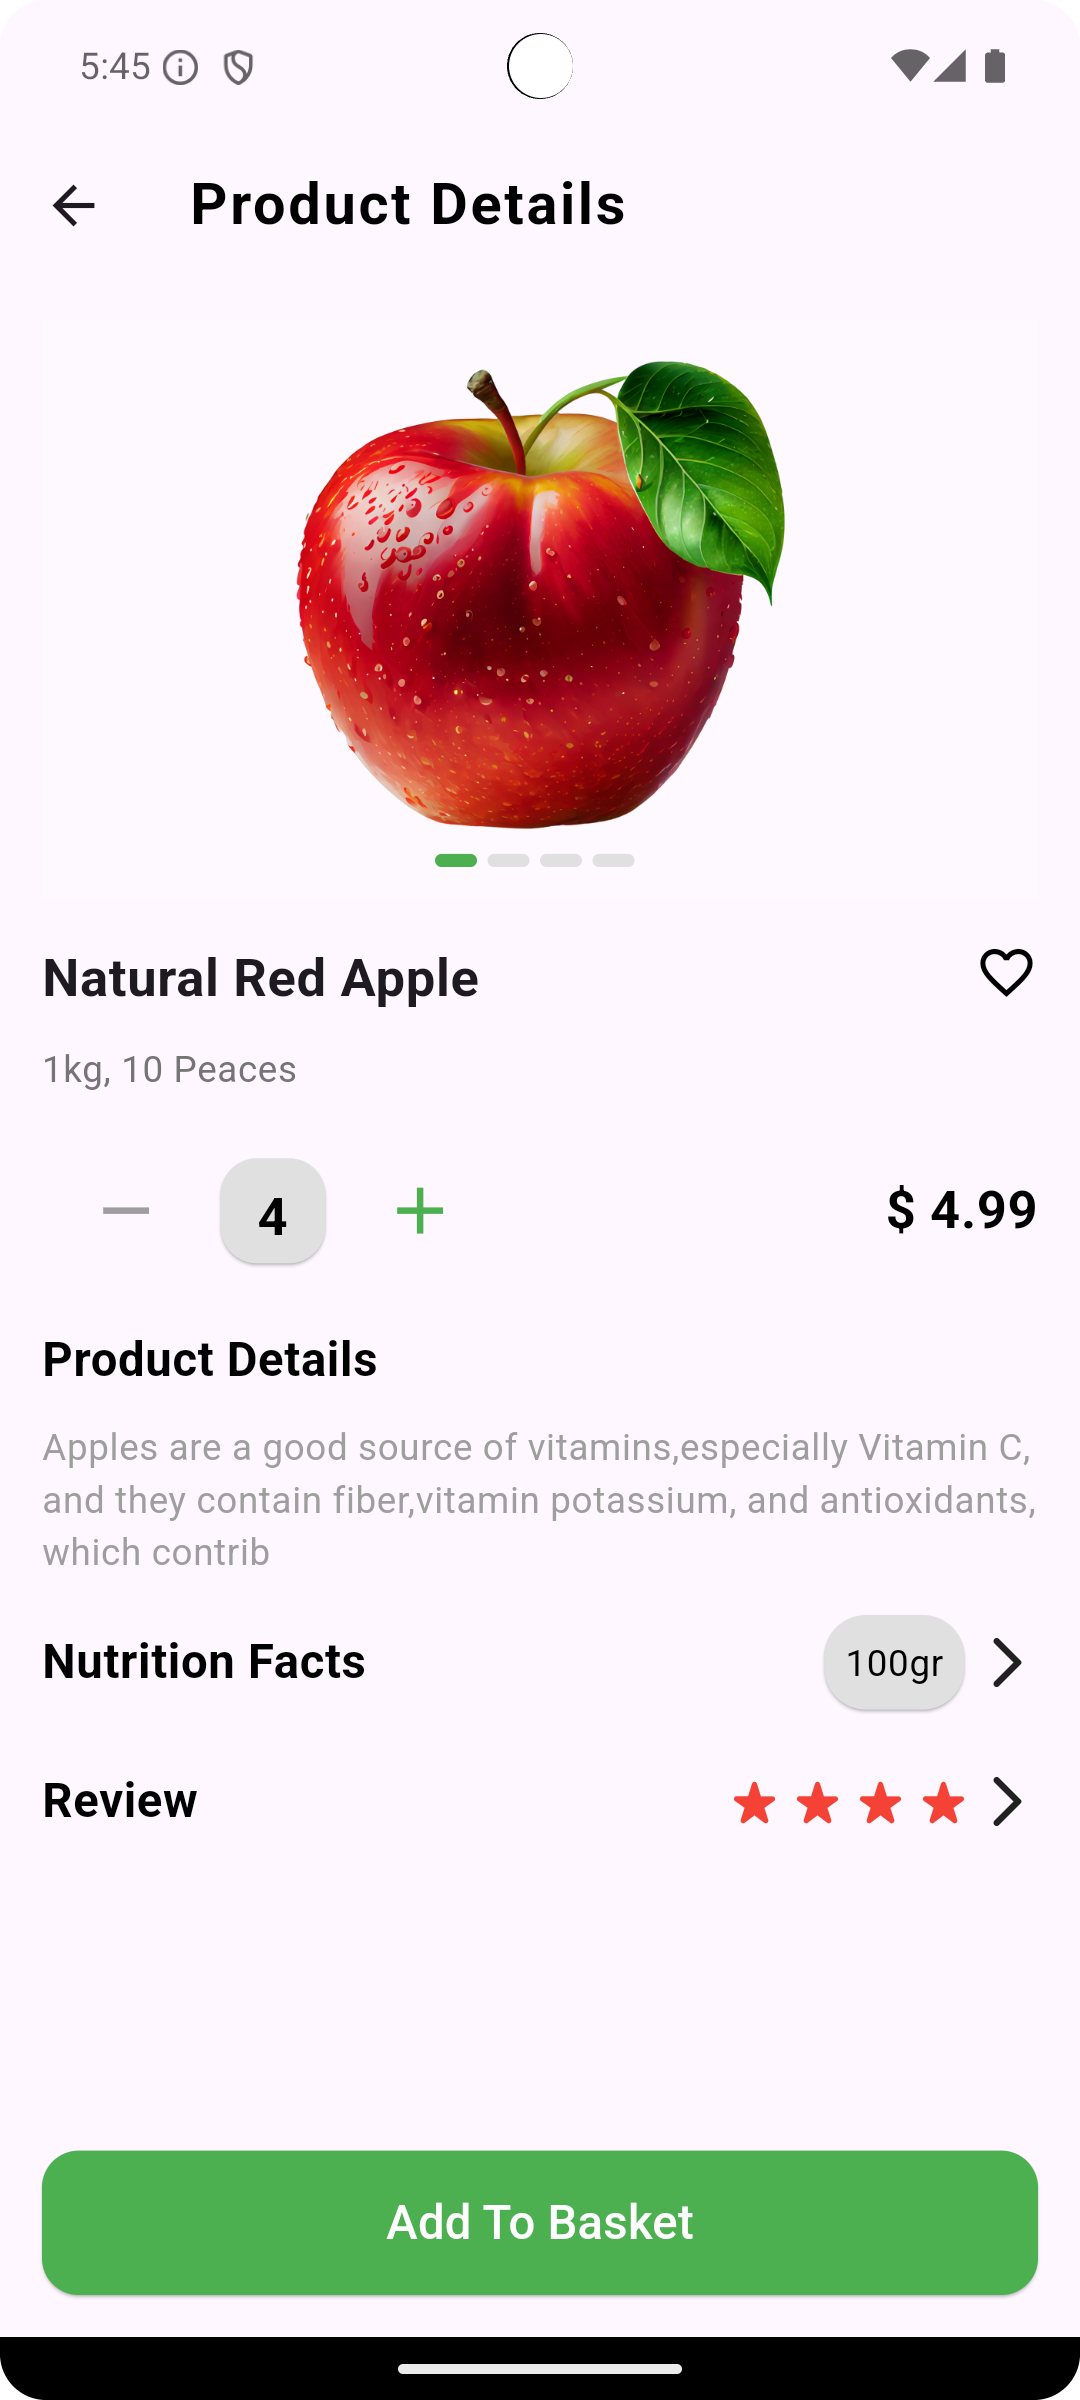 5:45
Product Details
Natural Red Apple
1kg, 10 Peaces
4
$ 4.99
Product Details
Apples are a good source of vitamins,especially Vitamin C,
and they contain fiber,vitamin potassium, and antioxidants,
which contrib
Nutrition Facts
100gr
Review
Add To Basket